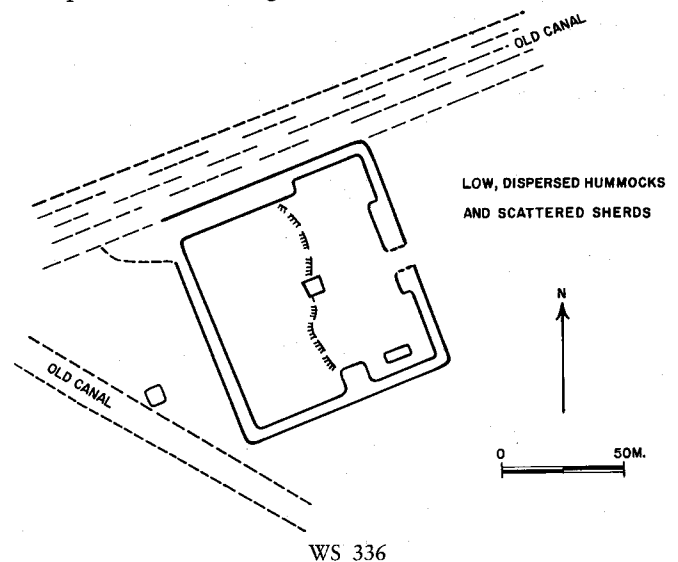 OLD CANAL
LOW, DISPERSED HUMMOCKS
AND SCATTERED SHERDS
N
OLD CANAL
0 50M.
WS 336